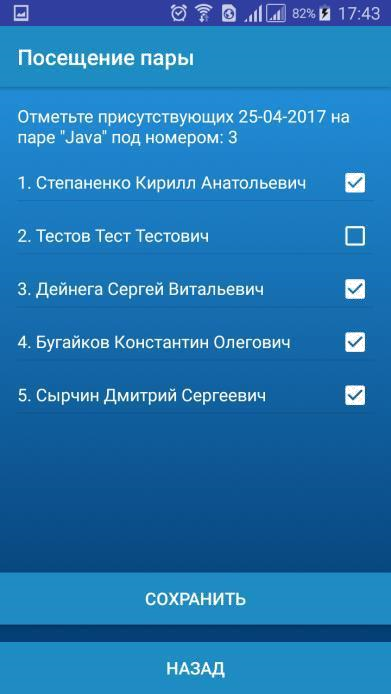 82% 17:43
Посещение пары
Отметьте присутствующих 25-04-2017 на
паре "Java" под номером: 3
1. Степаненко Кирилл Анатольевич
2. Тестов Тест Тестович
3. Дейнега Сергей Витальевич
4. Бугайков Константин Олегович
5. Сырчин Дмитрий Сергеевич
СОХРАНИТЬ
НАЗАД